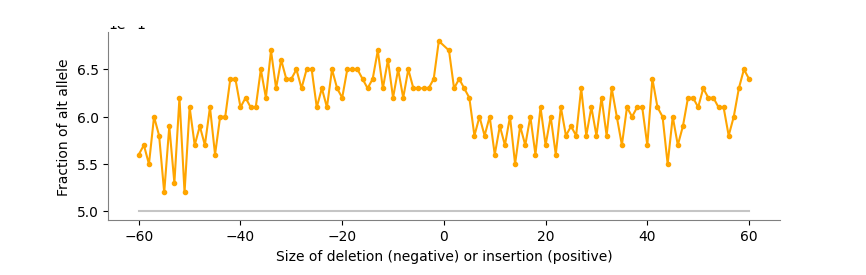 6.5
6.0
5.5
5.0
Fraction of alt allele
−60 −40 −20 0 20 40 60
Size of deletion (negative) or insertion (positive)